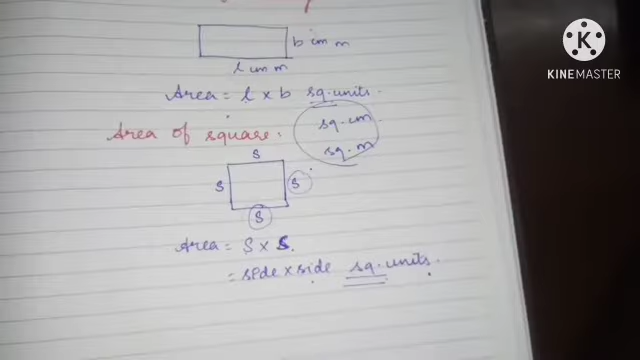 b cm m
l cm m
Area = l × b sq. units.
sq. cm.
Area of square:
sq. m
s
s
s
s
Area = S × S.
= side × side sq. units.
K
KINEMASTER